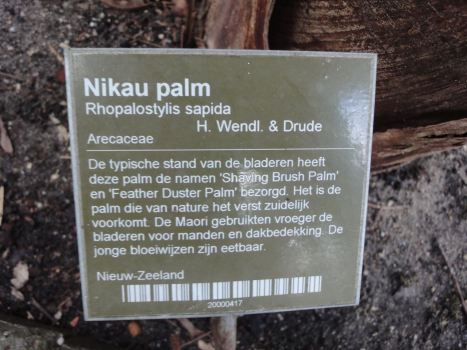 Nikau palm
Rhopalostylis sapida
H. Wendl. & Drude
Arecaceae
De typische stand van de bladeren heeft
deze palm de namen 'Shaving Brush Palm'
en 'Feather Duster Palm' bezorgd. Het is de
palm die van nature het verst zuidelijk
voorkomt. De Maori gebruikten vroeger de
bladeren voor manden en dakbedekking. De
jonge bloeiwijzen zijn eetbaar.
Nieuw-Zeeland
20000417